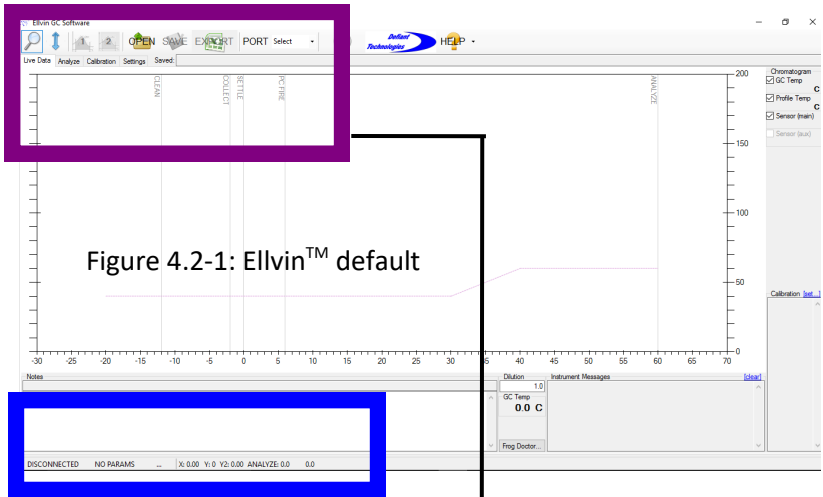 Ellvin GC Software
1 2 OPEN SAVE EXPORT PORT Select Defiant Technologies HELP
Live Data Analyze Calibration Settings Saved:
CLEAN
COLLECT
SETTLE
PC FIRE
ANALYZE
200
150
100
50
0
Chromatogram
GC Temp
C
Profile Temp
C
Sensor (main)
Sensor (aux)
Figure 4.2-1: Ellvin™ default
Calibration [set...]
-30 -25 -20 -15 -10 -5 0 5 10 15 20 25 30 35 40 45 50 55 60 65 70
Notes
Dilution
1.0
GC Temp
0.0 C
Frog Doctor...
Instrument Messages [clear]
DISCONNECTED NO PARAMS ... X: 0.00 Y: 0 Y2: 0.00 ANALYZE: 0.0 0.0